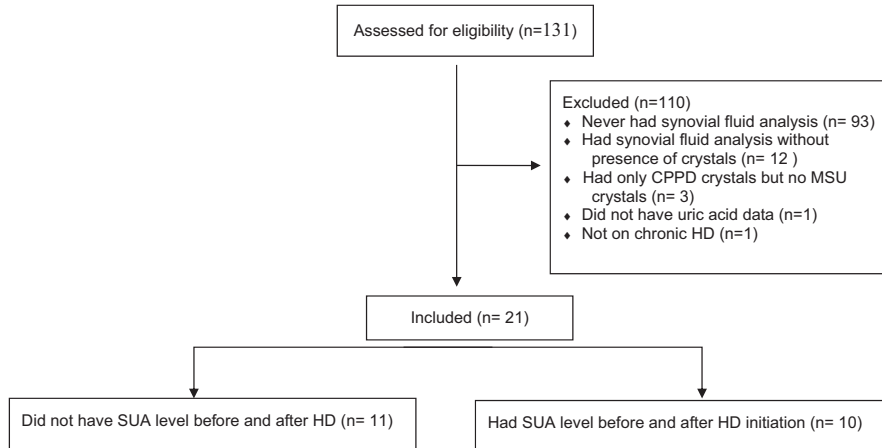 Assessed for eligibility (n=131)
Excluded (n=110)
♦ Never had synovial fluid analysis (n= 93)
♦ Had synovial fluid analysis without
presence of crystals (n= 12 )
♦ Had only CPPD crystals but no MSU
crystals (n= 3)
♦ Did not have uric acid data (n=1)
♦ Not on chronic HD (n=1)
Included (n= 21)
Did not have SUA level before and after HD (n= 11)
Had SUA level before and after HD initiation (n= 10)